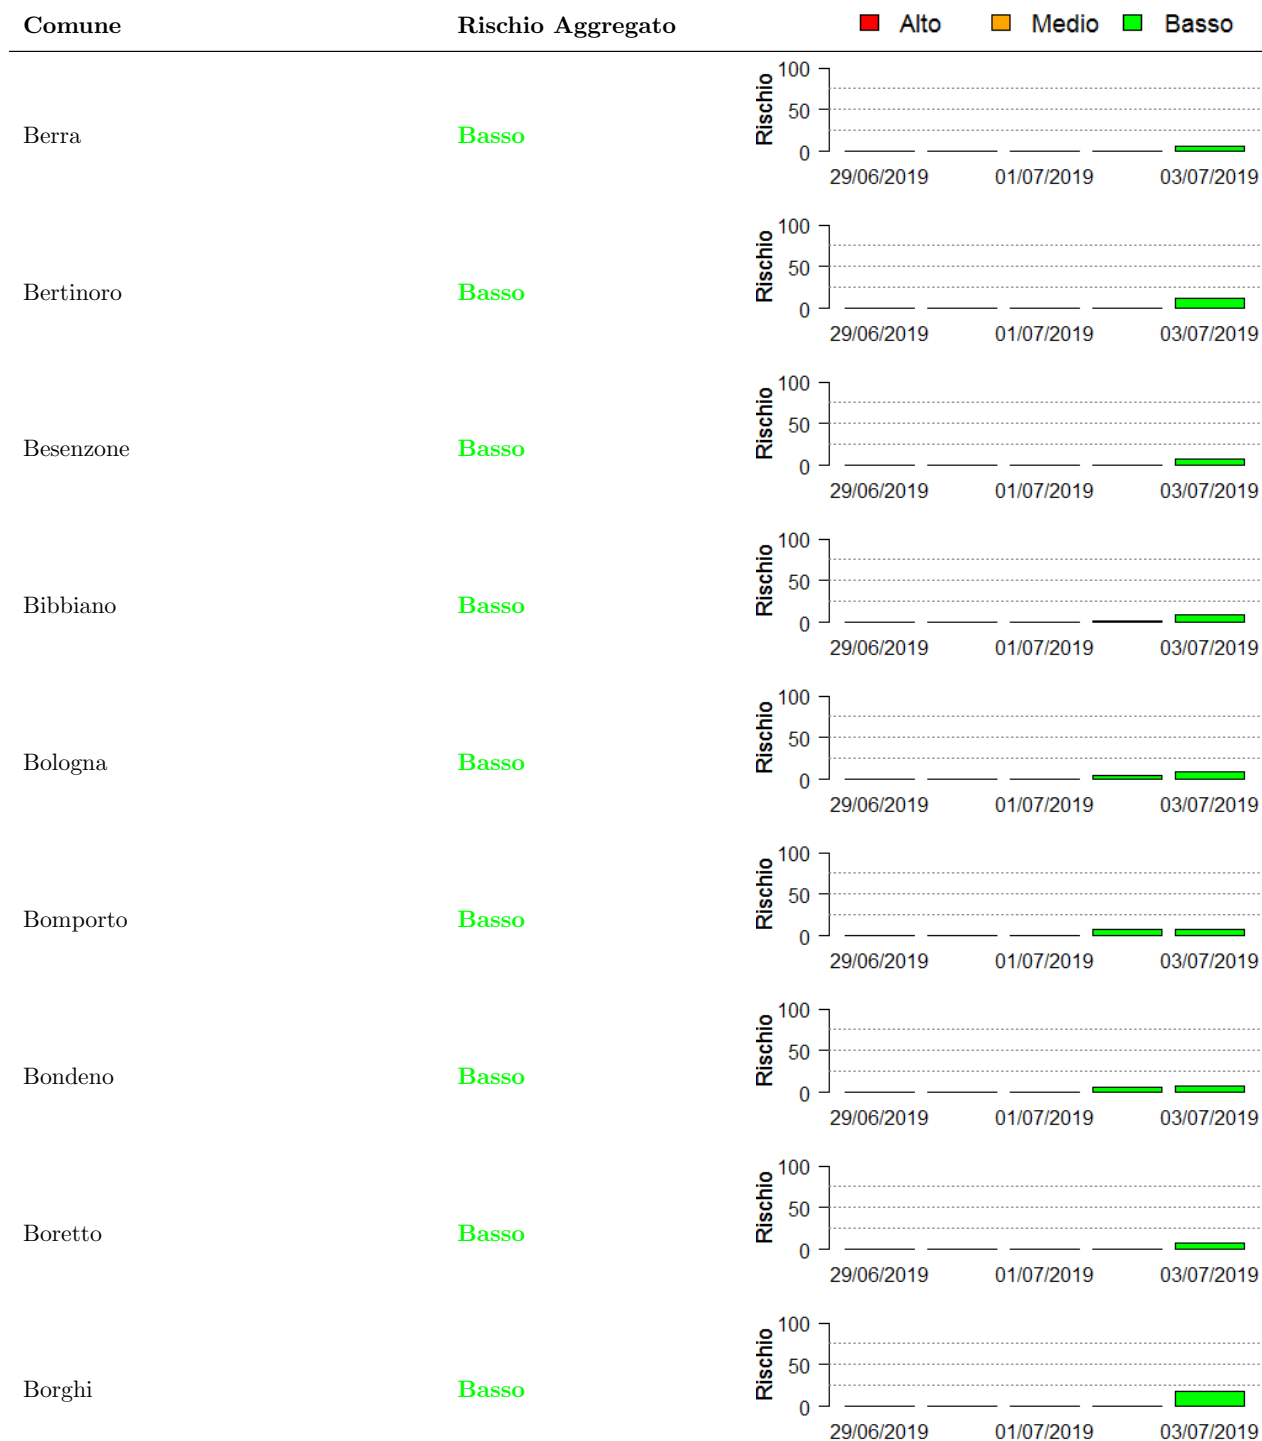 Comune Rischio Aggregato Alto Medio Basso
Berra Basso Rischio 100 50 0
29/06/2019 01/07/2019 03/07/2019
Bertinoro Basso Rischio 100 50 0
29/06/2019 01/07/2019 03/07/2019
Besenzone Basso Rischio 100 50 0
29/06/2019 01/07/2019 03/07/2019
Bibbiano Basso Rischio 100 50 0
29/06/2019 01/07/2019 03/07/2019
Bologna Basso Rischio 100 50 0
29/06/2019 01/07/2019 03/07/2019
Bomporto Basso Rischio 100 50 0
29/06/2019 01/07/2019 03/07/2019
Bondeno Basso Rischio 100 50 0
29/06/2019 01/07/2019 03/07/2019
Boretto Basso Rischio 100 50 0
29/06/2019 01/07/2019 03/07/2019
Borghi Basso Rischio 100 50 0
29/06/2019 01/07/2019 03/07/2019